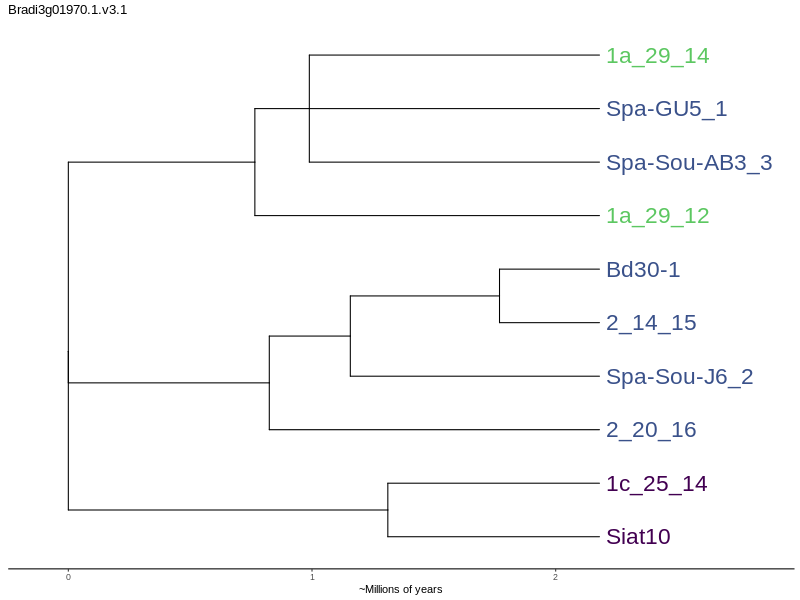 Bradi3g01970.1.v3.1
1a_29_14
Spa-GU5_1
Spa-Sou-AB3_3
1a_29_12
Bd30-1
2_14_15
Spa-Sou-J6_2
2_20_16
1c_25_14
Siat10
0 1 2
~Millions of years